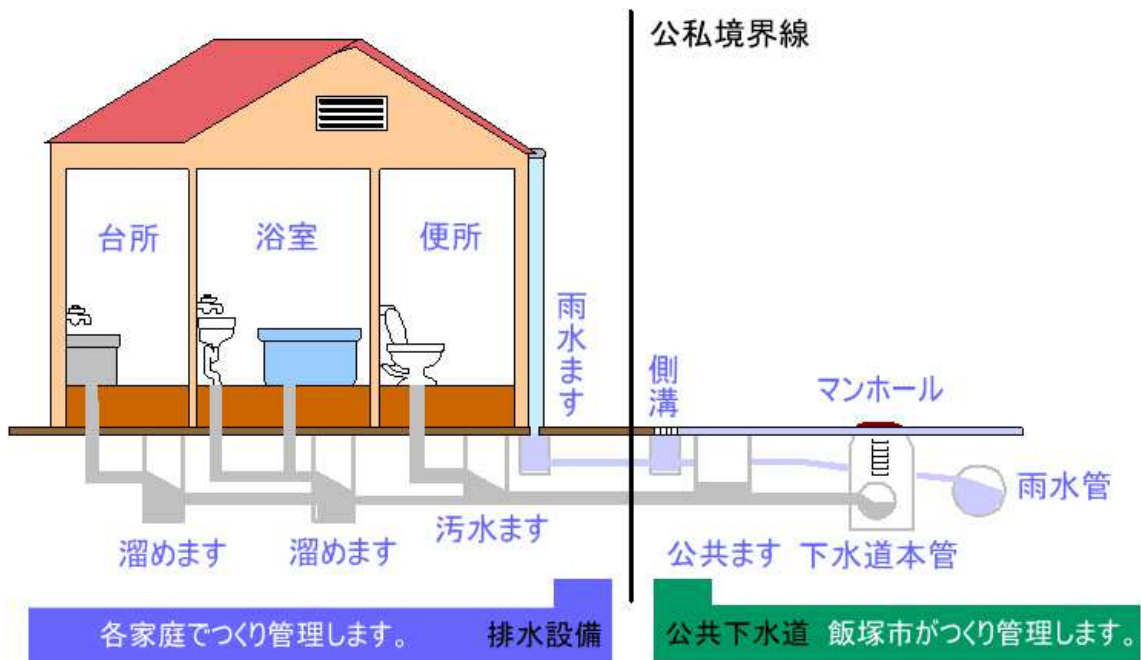 公私境界線
台所
浴室
便所
雨水ます
側溝
マンホール
雨水管
溜めます
溜めます
汚水ます
公共ます
下水道本管
各家庭でつくり管理します。 排水設備
公共下水道 飯塚市がつくり管理します。